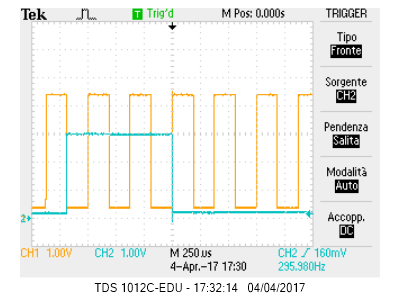 Tek Trig'd M Pos: 0.000s TRIGGER
Tipo
Fronte
Sorgente
CH2
Pendenza
Salita
Modalità
Auto
Accopp.
DC
2
CH1 1.00V CH2 1.00V M 250us CH2 160mV
4-Apr.-17 17:30 295.980Hz
TDS 1012C-EDU - 17:32:14 04/04/2017